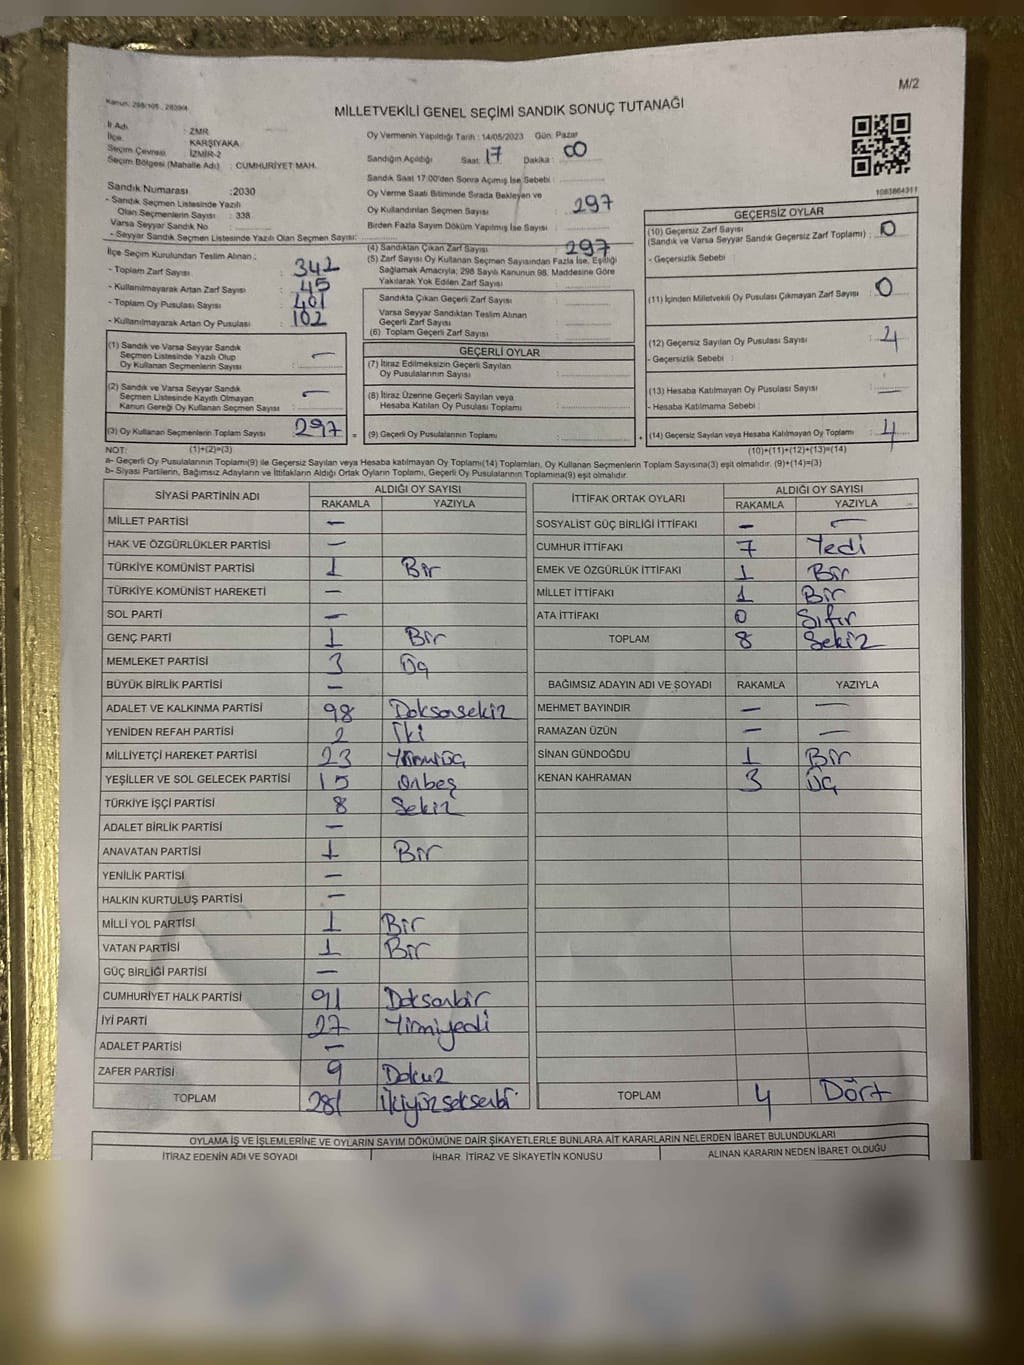 M/2
Kanun: 298/105 , 2839/4
MİLLETVEKİLİ GENEL SEÇİMİ SANDIK SONUÇ TUTANAĞI
İl Adı : ZMR
İlçe : KARŞIYAKA
Seçim Çevresi : İZMİR-2
Seçim Bölgesi (Mahalle Adı) : CUMHURİYET MAH.
Oy Vermenin Yapıldığı Tarih : 14/05/2023 Gün: Pazar
Sandığın Açıldığı Saat: 17 Dakika : 00
Sandık Saat 17:00'den Sonra Açılmış İse Sebebi :
Oy Verme Saati Bitiminde Sırada Bekleyen ve
Oy Kullandırılan Seçmen Sayısı : 297
Birden Fazla Sayım Döküm Yapılmış İse Sayısı :
1083864311
Sandık Numarası :2030
- Sandık Seçmen Listesinde Yazılı
Olan Seçmenlerin Sayısı : 338
Varsa Seyyar Sandık No :
- Seyyar Sandık Seçmen Listesinde Yazılı Olan Seçmen Sayısı:
İlçe Seçim Kurulundan Teslim Alınan :
- Toplam Zarf Sayısı : 342
- Kullanılmayarak Artan Zarf Sayısı : 45
- Toplam Oy Pusulası Sayısı : 401
- Kullanılmayarak Artan Oy Pusulası : 102
(4) Sandıktan Çıkan Zarf Sayısı : 297
(5) Zarf Sayısı Oy Kullanan Seçmen Sayısından Fazla İse, Eşitliği
Sağlamak Amacıyla; 298 Sayılı Kanunun 98. Maddesine Göre
Yakılarak Yok Edilen Zarf Sayısı :
Sandıkta Çıkan Geçerli Zarf Sayısı :
Varsa Seyyar Sandıktan Teslim Alınan
Geçerli Zarf Sayısı :
(6) Toplam Geçerli Zarf Sayısı :
GEÇERSİZ OYLAR
(10) Geçersiz Zarf Sayısı
(Sandık ve Varsa Seyyar Sandık Geçersiz Zarf Toplamı) : 0
- Geçersizlik Sebebi :
(11) İçinden Milletvekili Oy Pusulası Çıkmayan Zarf Sayısı : 0
(12) Geçersiz Sayılan Oy Pusulası Sayısı : 4
- Geçersizlik Sebebi :
(13) Hesaba Katılmayan Oy Pusulası Sayısı : —
- Hesaba Katılmama Sebebi :
(14) Geçersiz Sayılan veya Hesaba Katılmayan Oy Toplamı : 4
(1) Sandık ve Varsa Seyyar Sandık
Seçmen Listesinde Yazılı Olup
Oy Kullanan Seçmenlerin Sayısı : —
(2) Sandık ve Varsa Seyyar Sandık
Seçmen Listesinde Kayıtlı Olmayan
Kanun Gereği Oy Kullanan Seçmen Sayısı : —
(3) Oy Kullanan Seçmenlerin Toplam Sayısı : 297 =
GEÇERLİ OYLAR
(7) İtiraz Edilmeksizin Geçerli Sayılan
Oy Pusulalarının Sayısı :
(8) İtiraz Üzerine Geçerli Sayılan veya
Hesaba Katılan Oy Pusulası Toplamı :
(9) Geçerli Oy Pusulalarının Toplamı : +
NOT: (1)+(2)=(3) (10)+(11)+(12)+(13)=(14)
a- Geçerli Oy Pusulalarının Toplamı(9) ile Geçersiz Sayılan veya Hesaba katılmayan Oy Toplamı(14) Toplamları, Oy Kullanan Seçmenlerin Toplam Sayısına(3) eşit olmalıdır. (9)+(14)=(3)
b- Siyasi Partilerin, Bağımsız Adayların ve İttifakların Aldığı Ortak Oyların Toplamı, Geçerli Oy Pusulalarının Toplamına(9) eşit olmalıdır.
SİYASİ PARTİNİN ADI ALDIĞI OY SAYISI
RAKAMLA YAZIYLA
MİLLET PARTİSİ —
HAK VE ÖZGÜRLÜKLER PARTİSİ —
TÜRKİYE KOMÜNİST PARTİSİ 1 Bir
TÜRKİYE KOMÜNİST HAREKETİ —
SOL PARTİ —
GENÇ PARTİ 1 Bir
MEMLEKET PARTİSİ 3 Üç
BÜYÜK BİRLİK PARTİSİ —
ADALET VE KALKINMA PARTİSİ 98 Doksansekiz
YENİDEN REFAH PARTİSİ 2 İki
MİLLİYETÇİ HAREKET PARTİSİ 23 Yirmiüç
YEŞİLLER VE SOL GELECEK PARTİSİ 15 Onbeş
TÜRKİYE İŞÇİ PARTİSİ 8 Sekiz
ADALET BİRLİK PARTİSİ —
ANAVATAN PARTİSİ 1 Bir
YENİLİK PARTİSİ —
HALKIN KURTULUŞ PARTİSİ —
MİLLİ YOL PARTİSİ 1 Bir
VATAN PARTİSİ 1 Bir
GÜÇ BİRLİĞİ PARTİSİ —
CUMHURİYET HALK PARTİSİ 91 Doksanbir
İYİ PARTİ 27 Yirmiyedi
ADALET PARTİSİ —
ZAFER PARTİSİ 9 Dokuz
TOPLAM 281 İkiyüzseksenbi
İTTİFAK ORTAK OYLARI ALDIĞI OY SAYISI
RAKAMLA YAZIYLA
SOSYALİST GÜÇ BİRLİĞİ İTTİFAKI — —
CUMHUR İTTİFAKI 7 Yedi
EMEK VE ÖZGÜRLÜK İTTİFAKI 1 Bir
MİLLET İTTİFAKI 1 Bir
ATA İTTİFAKI 0 Sıfır
TOPLAM 8 Sekiz
BAĞIMSIZ ADAYIN ADI VE SOYADI RAKAMLA YAZIYLA
MEHMET BAYINDIR — —
RAMAZAN ÜZÜN — —
SİNAN GÜNDOĞDU 1 Bir
KENAN KAHRAMAN 3 Üç
TOPLAM 4 Dört
OYLAMA İŞ VE İŞLEMLERİNE VE OYLARIN SAYIM DÖKÜMÜNE DAİR ŞİKAYETLERLE BUNLARA AİT KARARLARIN NELERDEN İBARET BULUNDUKLARI
İTİRAZ EDENİN ADI VE SOYADI İHBAR, İTİRAZ VE ŞİKAYETİN KONUSU ALINAN KARARIN NEDEN İBARET OLDUĞU